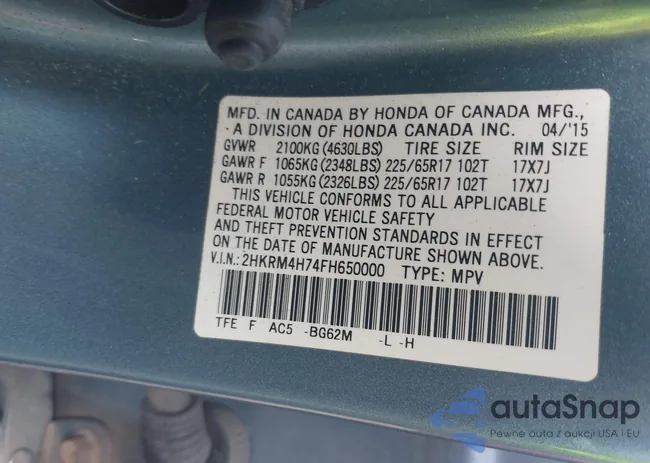 MFD. IN CANADA BY HONDA OF CANADA MFG.,
A DIVISION OF HONDA CANADA INC. 04/'15
GVWR 2100KG(4630LBS) TIRE SIZE RIM SIZE
GAWR F 1065KG(2348LBS) 225/65R17 102T 17X7J
GAWR R 1055KG(2326LBS) 225/65R17 102T 17X7J
THIS VEHICLE CONFORMS TO ALL APPLICABLE
FEDERAL MOTOR VEHICLE SAFETY
AND THEFT PREVENTION STANDARDS IN EFFECT
ON THE DATE OF MANUFACTURE SHOWN ABOVE.
V.I.N.: 2HKRM4H74FH650000 TYPE: MPV
TFE F AC5 -BG62M -L -H
autaSnap
Pewne auta z aukcji USA i EU